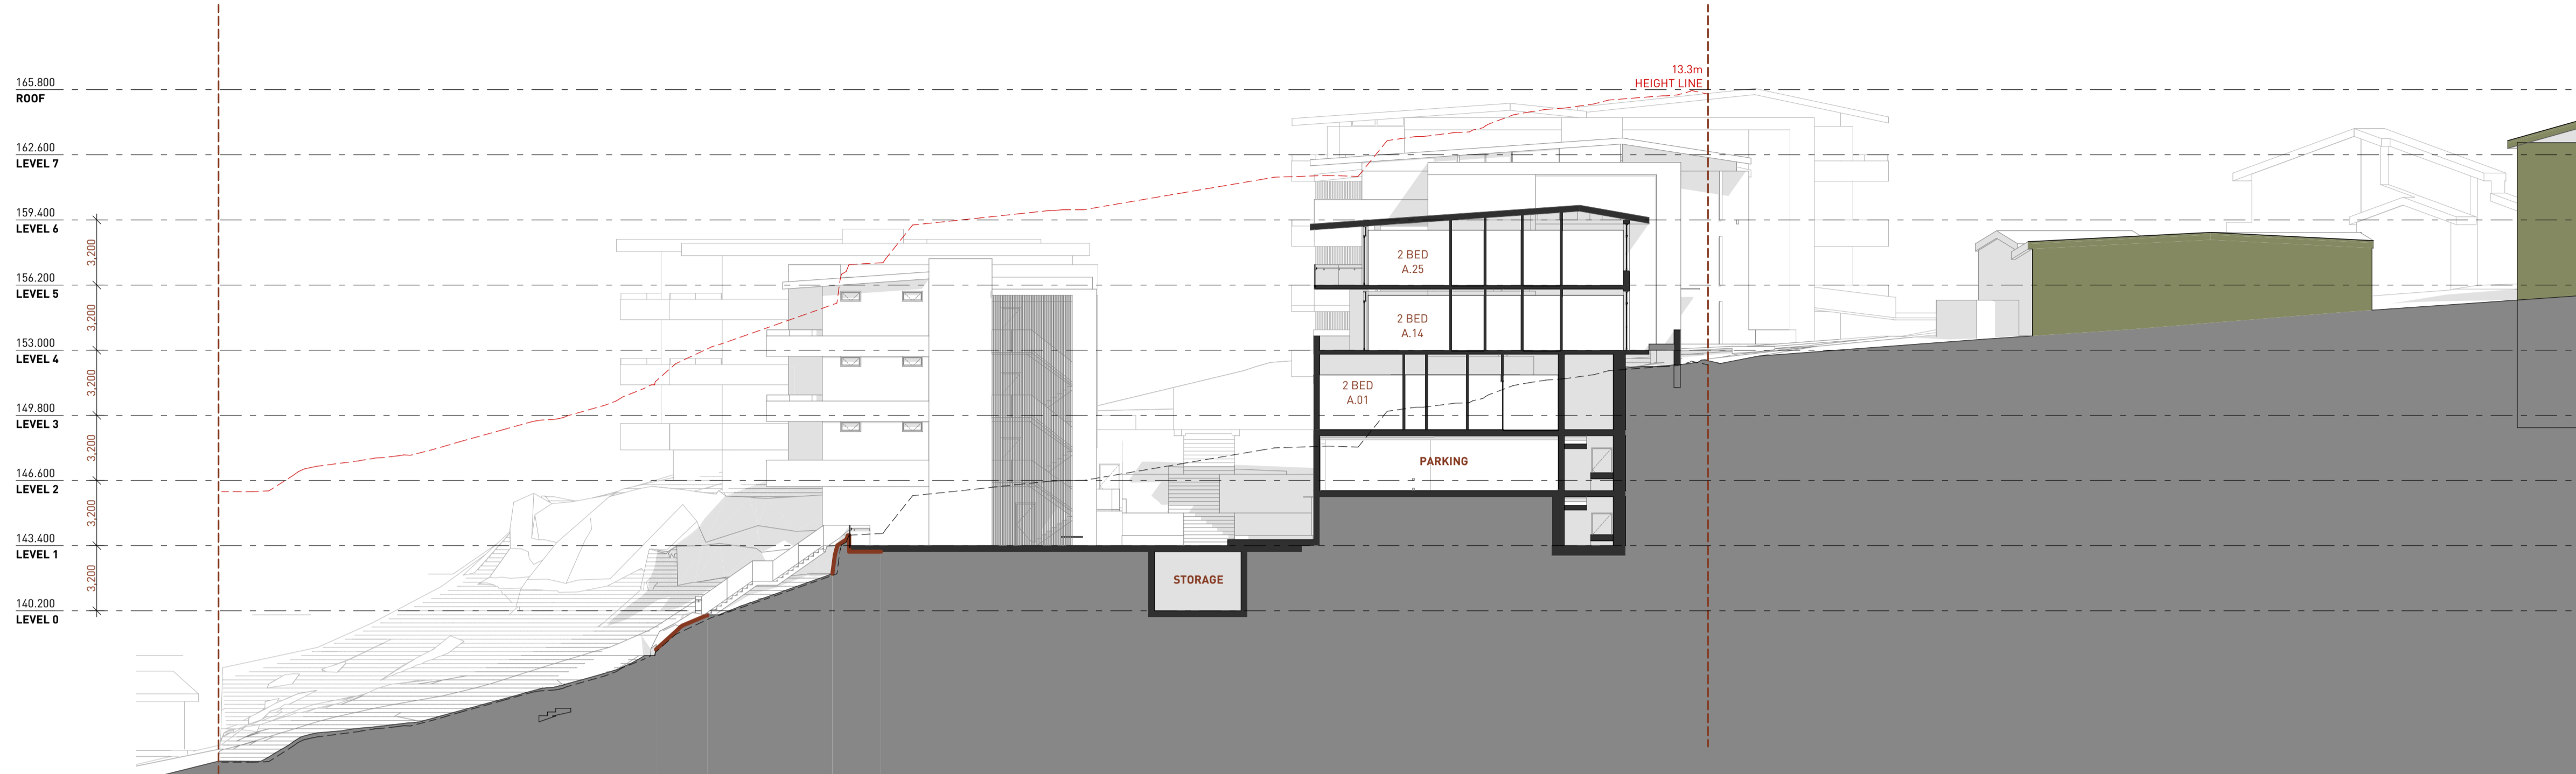 13.3m
HEIGHT LINE
165.800
ROOF
162.600
LEVEL 7
159.400
LEVEL 6
3,200
156.200
LEVEL 5
3,200
153.000
LEVEL 4
3,200
149.800
LEVEL 3
3,200
146.600
LEVEL 2
3,200
143.400
LEVEL 1
3,200
140.200
LEVEL 0
2 BED
A.25
2 BED
A.14
2 BED
A.01
PARKING
STORAGE